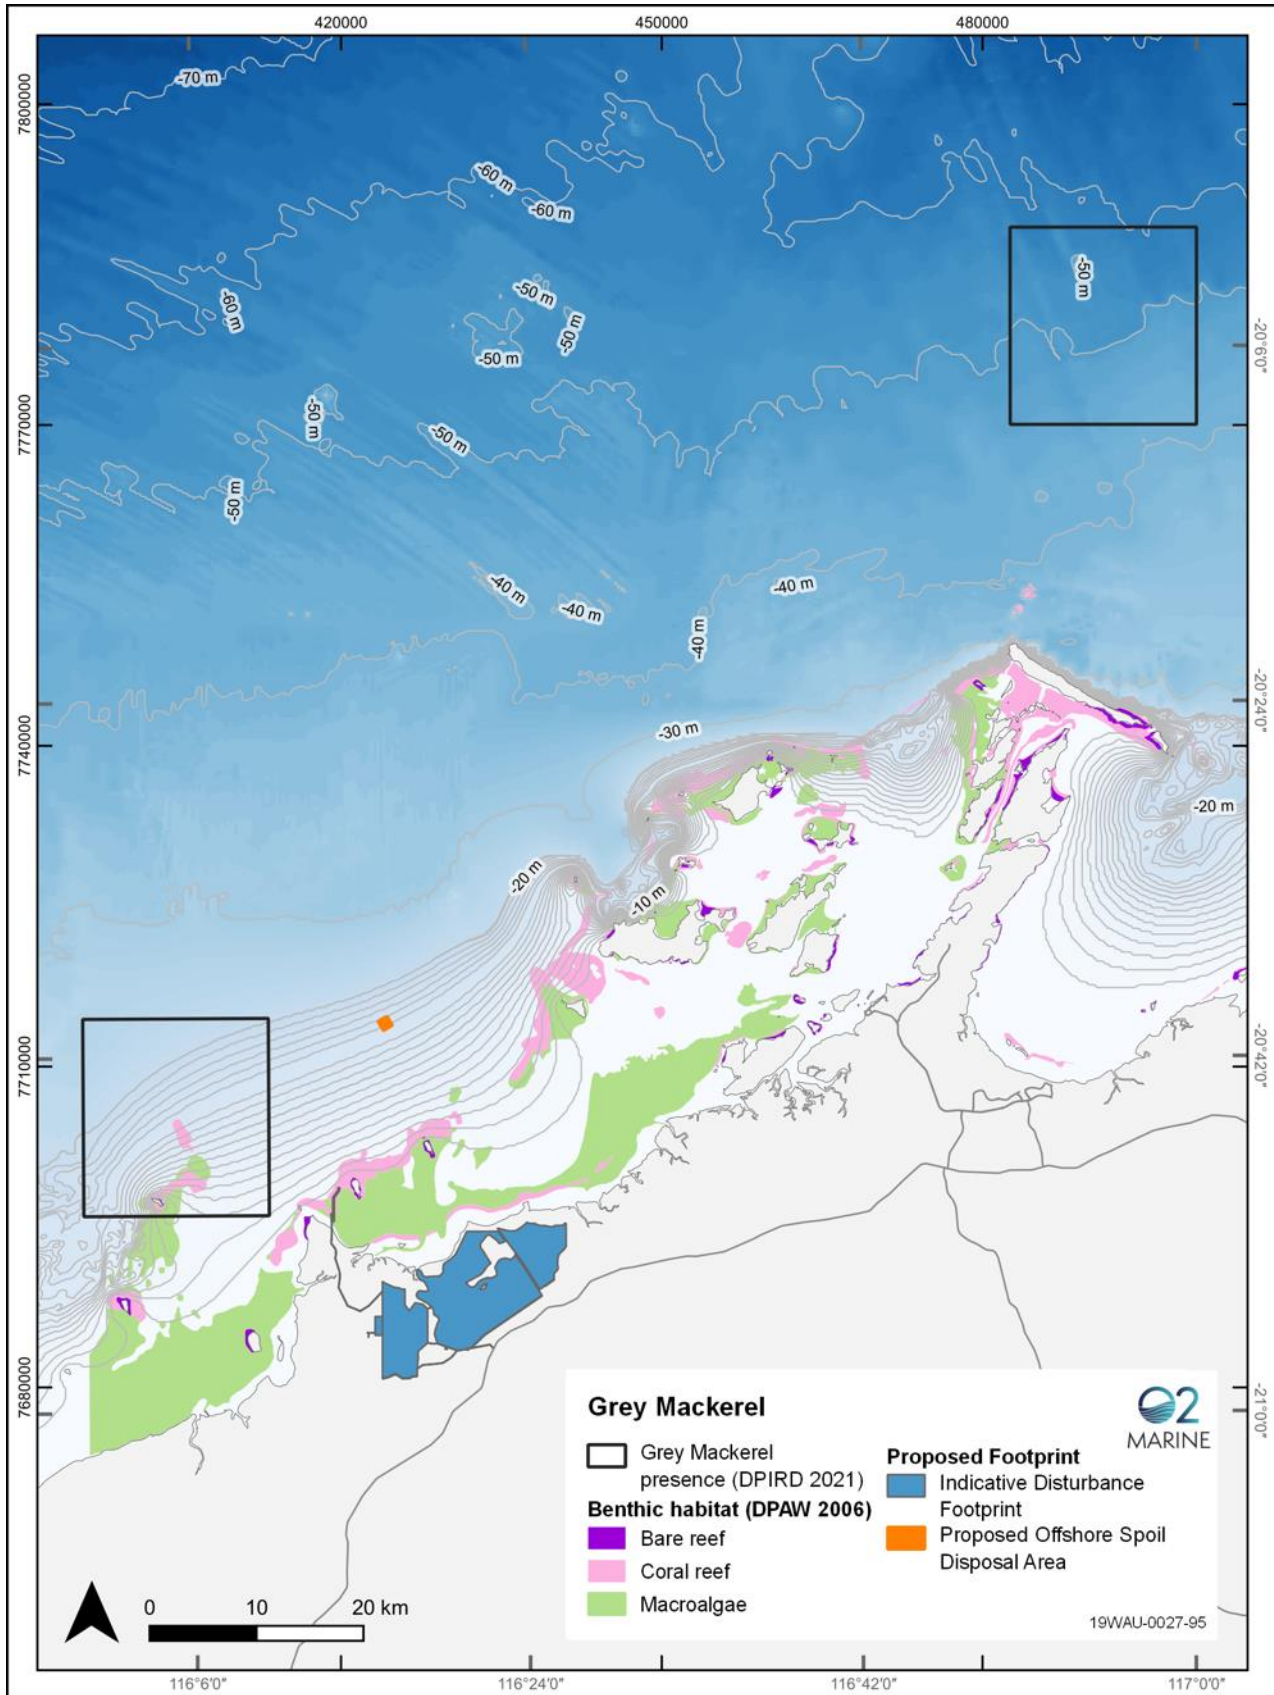 420000
450000
480000
7800000
7770000
7740000
7710000
7680000
-20°6'0"
-20°24'0"
-20°42'0"
-21°0'0"
-70 m
-60 m
-60 m
-60 m
-50 m
-50 m
-50 m
-50 m
-50 m
-50 m
-50 m
-40 m
-40 m
-40 m
-40 m
-30 m
-20 m
-20 m
-10 m
Grey Mackerel
Grey Mackerel
presence (DPIRD 2021)
Benthic habitat (DPAW 2006)
Bare reef
Coral reef
Macroalgae
O2
MARINE
Proposed Footprint
Indicative Disturbance
Footprint
Proposed Offshore Spoil
Disposal Area
19WAU-0027-95
0 10 20 km
116°6'0"
116°24'0"
116°42'0"
117°0'0"